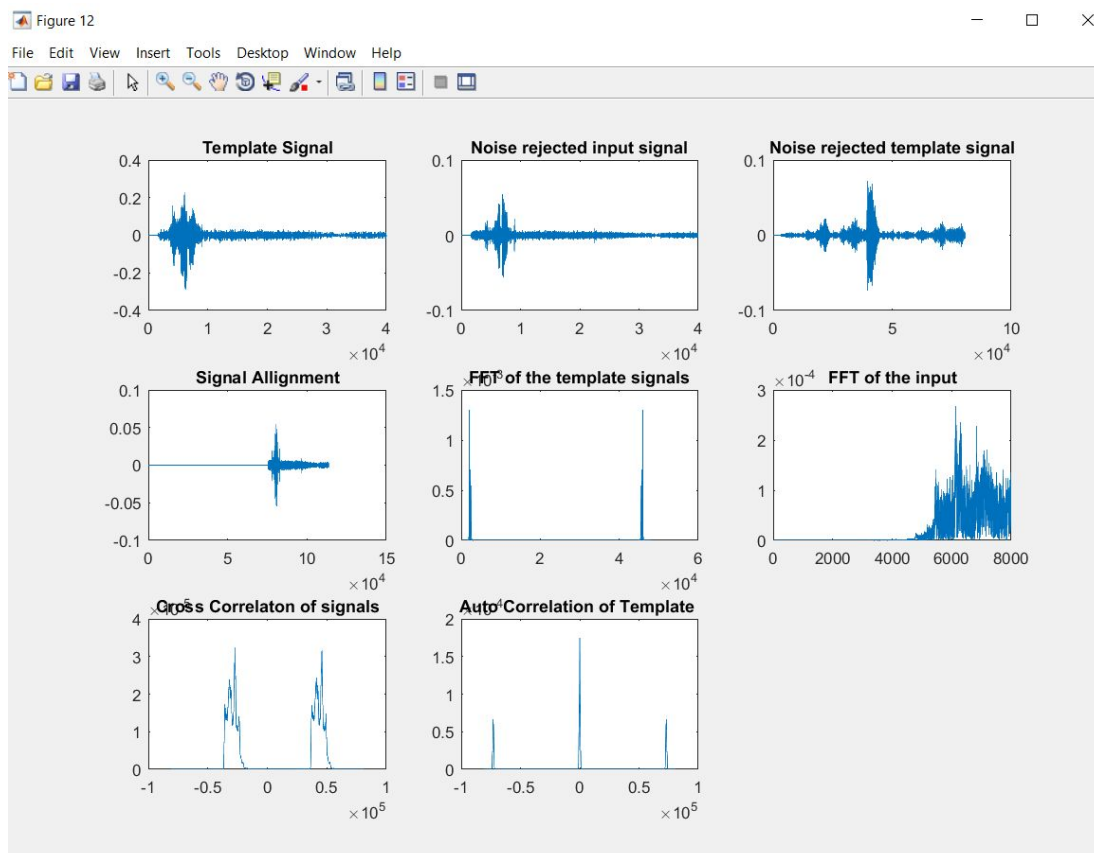 Figure 12
File Edit View Insert Tools Desktop Window Help
Template Signal
0.4
0.2
0
-0.2
-0.4
0 1 2 3 4
×10^4
Noise rejected input signal
0.1
0
-0.1
0 1 2 3 4
×10^4
Noise rejected template signal
0.1
0
-0.1
0 5 10
×10^4
Signal Allignment
0.1
0.05
0
-0.05
-0.1
0 5 10 15
×10^4
FFT of the template signals
1.5
1
0.5
0
0 2 4 6
×10^4
×10^-4
FFT of the input
3
2
1
0
0 2000 4000 6000 8000
Cross Correlaton of signals
4
3
2
1
0
-1 -0.5 0 0.5 1
×10^5
Auto Correlation of Template
2
1.5
1
0.5
0
-1 -0.5 0 0.5 1
×10^5